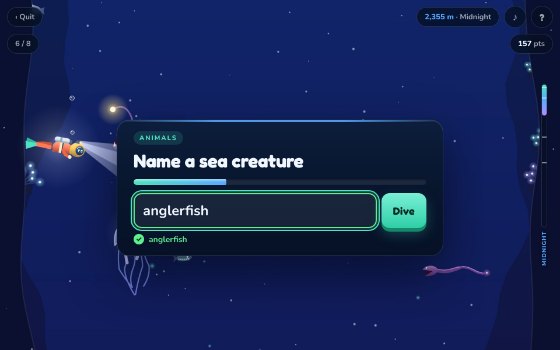 ‹ Quit
2,355 m · Midnight
♪
?
6 / 8
157 pts
ANIMALS
Name a sea creature
anglerfish
Dive
anglerfish
MIDNIGHT